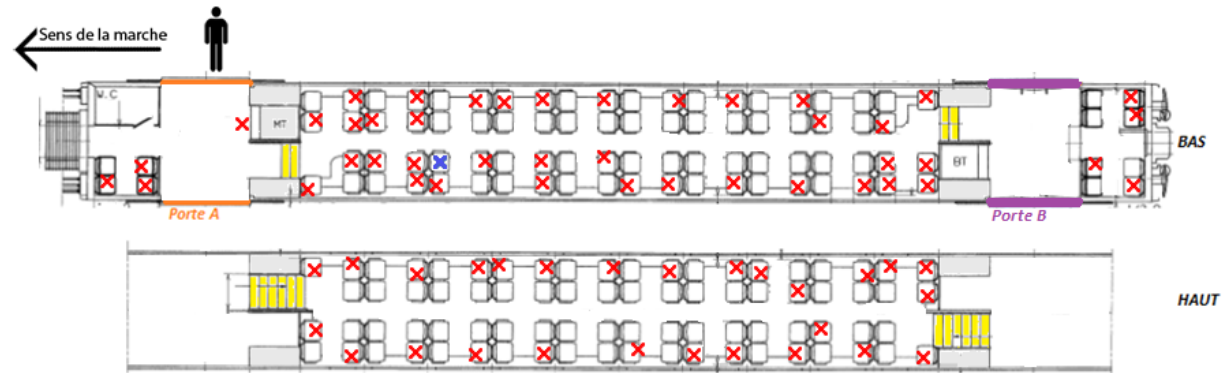 Sens de la marche
W.C
MT
BT
BAS
Porte A
Porte B
HAUT